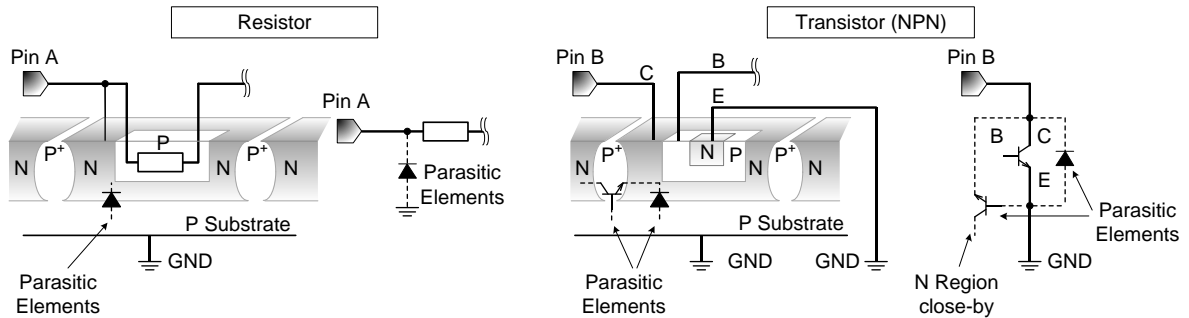 Resistor
Transistor (NPN)
Pin A
Pin A
N
P+
N
P
P+
N
N
Parasitic
Elements
P Substrate
GND
Parasitic
Elements
Pin B
C
B
E
N
P+
N
N
P
P+
N
N
P Substrate
GND
GND
Parasitic
Elements
Pin B
B
C
E
Parasitic
Elements
GND
N Region
close-by